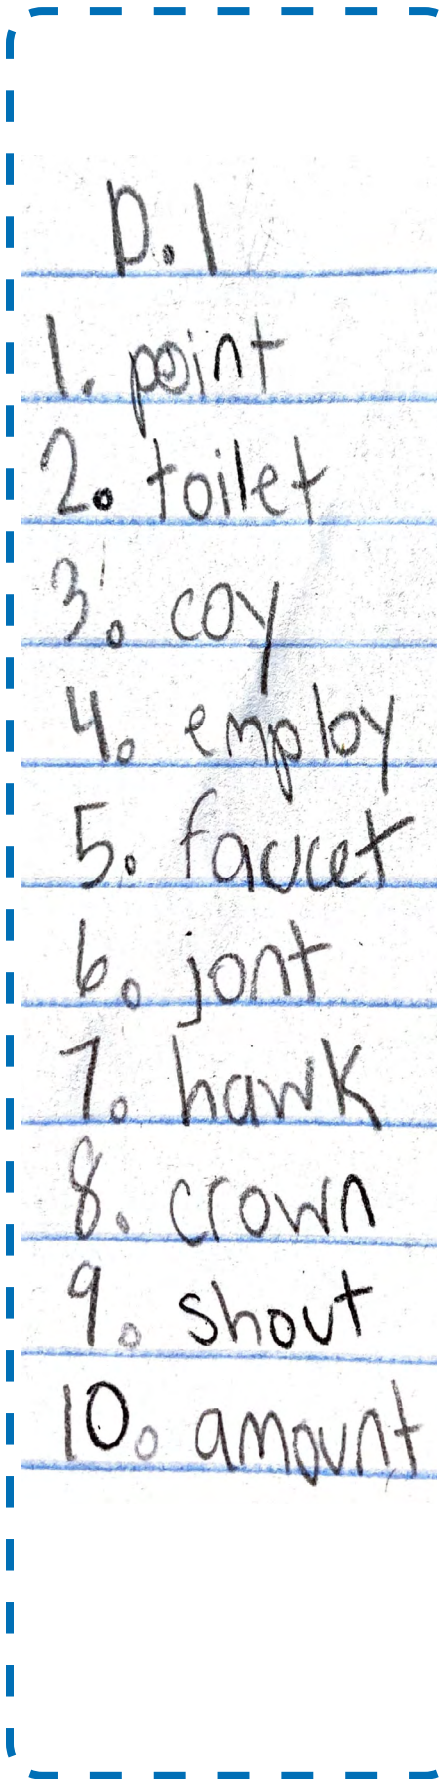 D.1
1. point
2. toilet
3. coy
4. employ
5. faucet
6. jont
7. hawk
8. crown
9. shout
10. amount